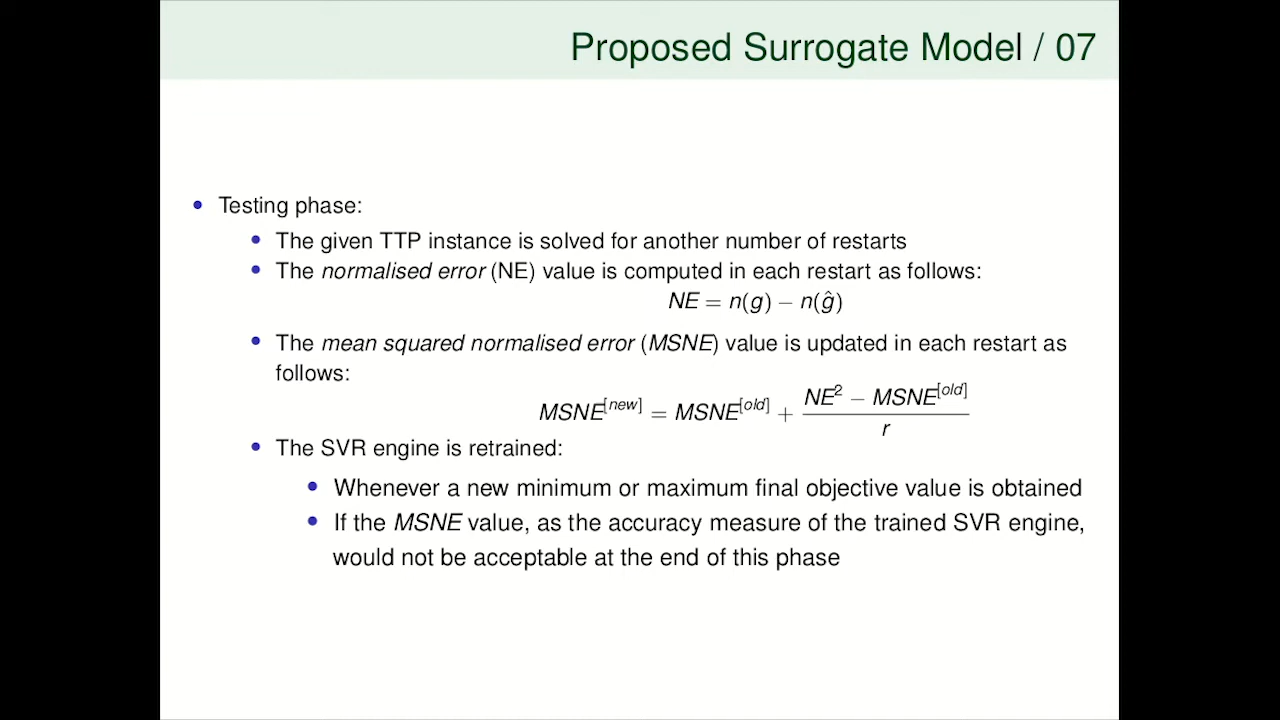 Proposed Surrogate Model / 07
• Testing phase:
• The given TTP instance is solved for another number of restarts
• The normalised error (NE) value is computed in each restart as follows:
NE = n(g) − n(ĝ)
• The mean squared normalised error (MSNE) value is updated in each restart as
follows:
MSNE^[new] = MSNE^[old] + (NE² − MSNE^[old]) / r
• The SVR engine is retrained:
• Whenever a new minimum or maximum final objective value is obtained
• If the MSNE value, as the accuracy measure of the trained SVR engine,
would not be acceptable at the end of this phase